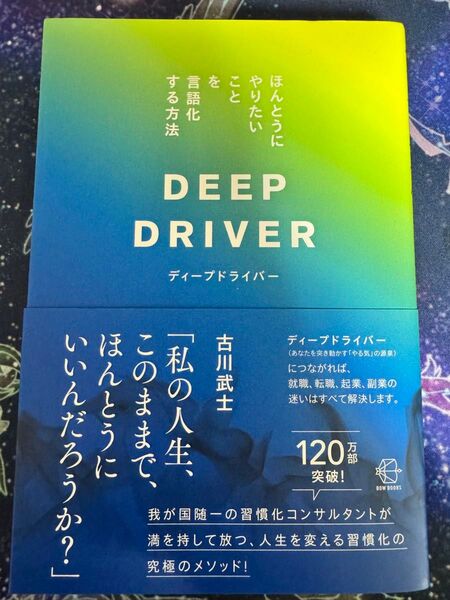 ほんとうに
やりたい
こと
を
言語化
する方法
DEEP
DRIVER
ディープドライバー
「私の人生、
このままで、
ほんとうに
いいんだろうか？」
古川武士
ディープドライバー
（あなたを突き動かす「やる気」の源泉）
につながれば、
就職、転職、起業、副業の
迷いはすべて解決します。
120万部
突破！
BOW BOOKS
我が国随一の習慣化コンサルタントが
満を持して放つ、人生を変える習慣化の
究極のメソッド！